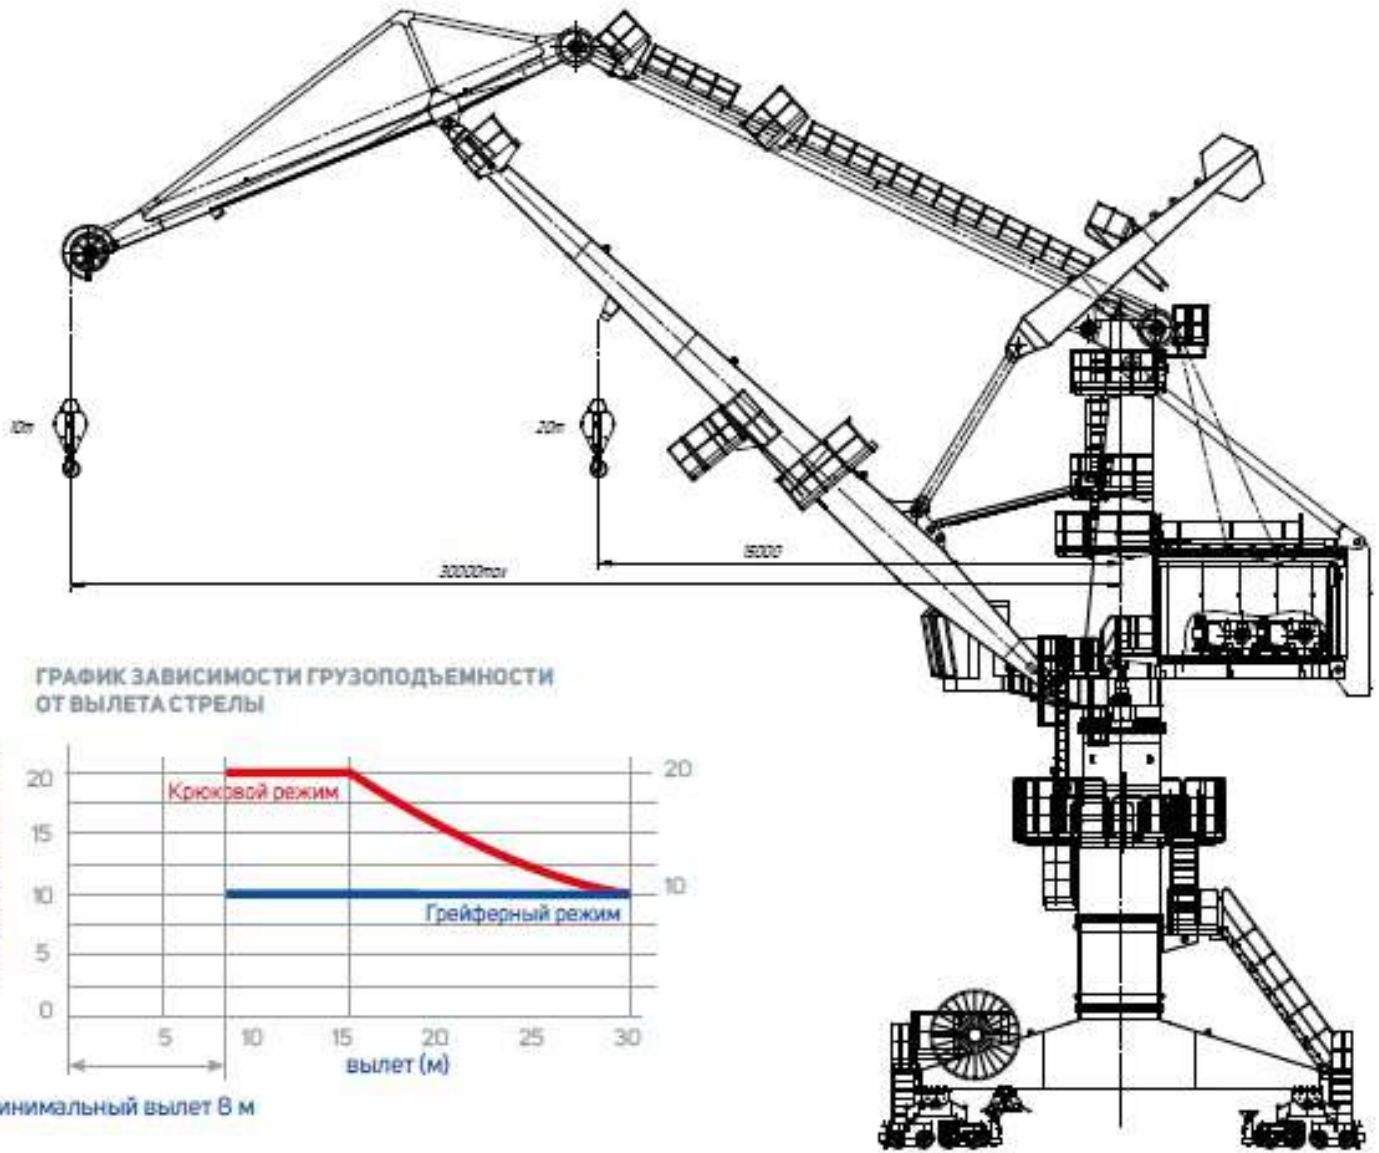 10т
20т
15000
30000max
ГРАФИК ЗАВИСИМОСТИ ГРУЗОПОДЪЕМНОСТИ
ОТ ВЫЛЕТА СТРЕЛЫ
20
20
Крюковой режим
15
10
10
Грейферный режим
5
0
5 10 15 20 25 30
вылет (м)
инимальный вылет 8 м